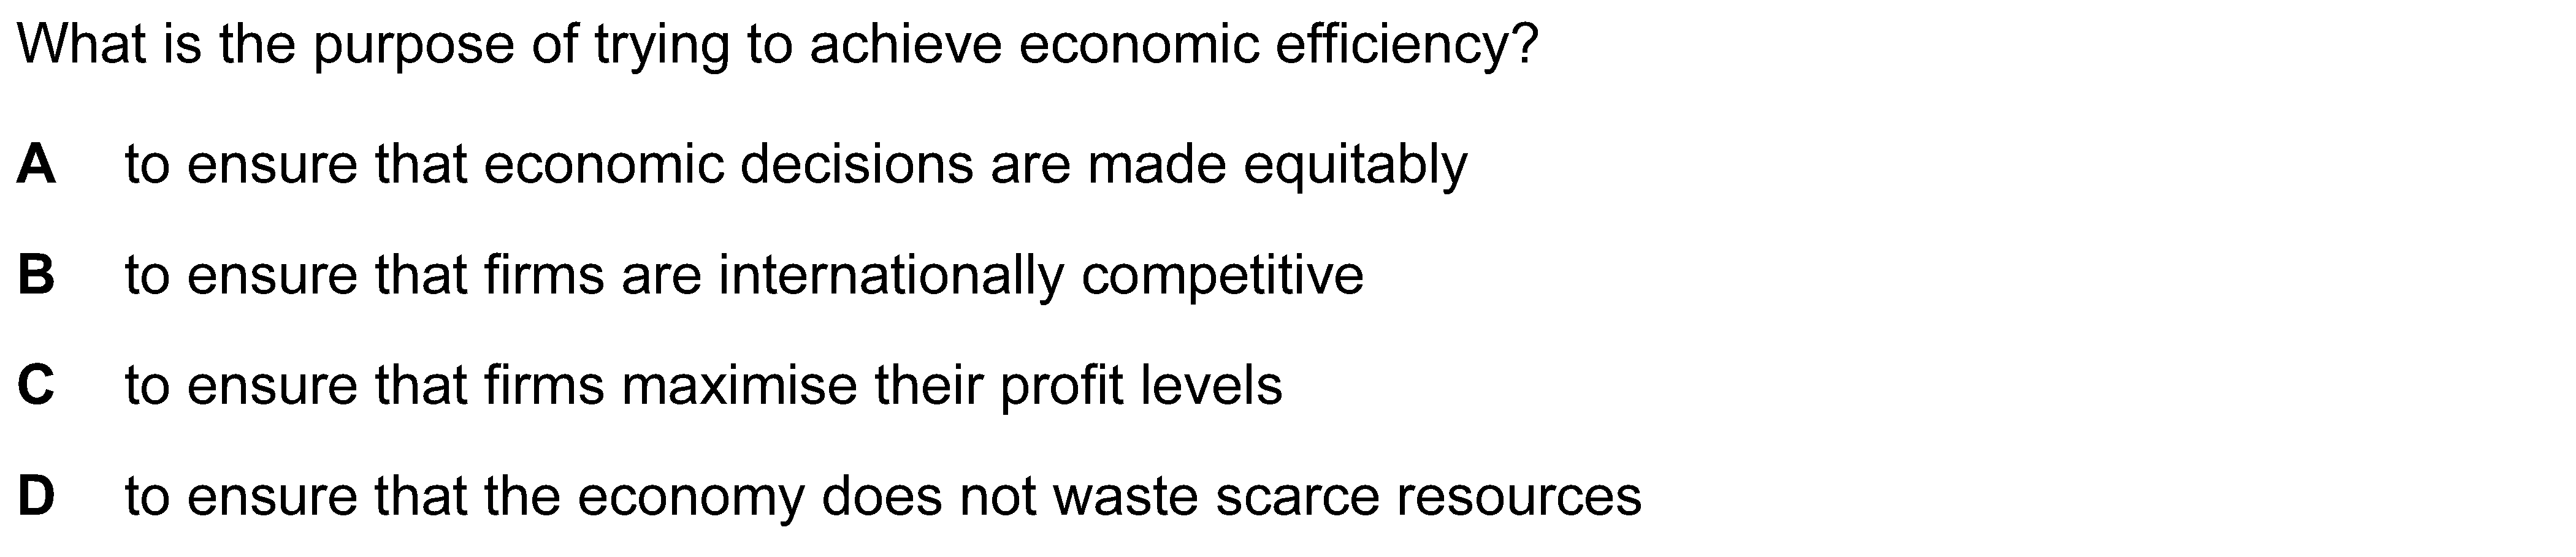 What is the purpose of trying to achieve economic efficiency?
A to ensure that economic decisions are made equitably
B to ensure that firms are internationally competitive
C to ensure that firms maximise their profit levels
D to ensure that the economy does not waste scarce resources